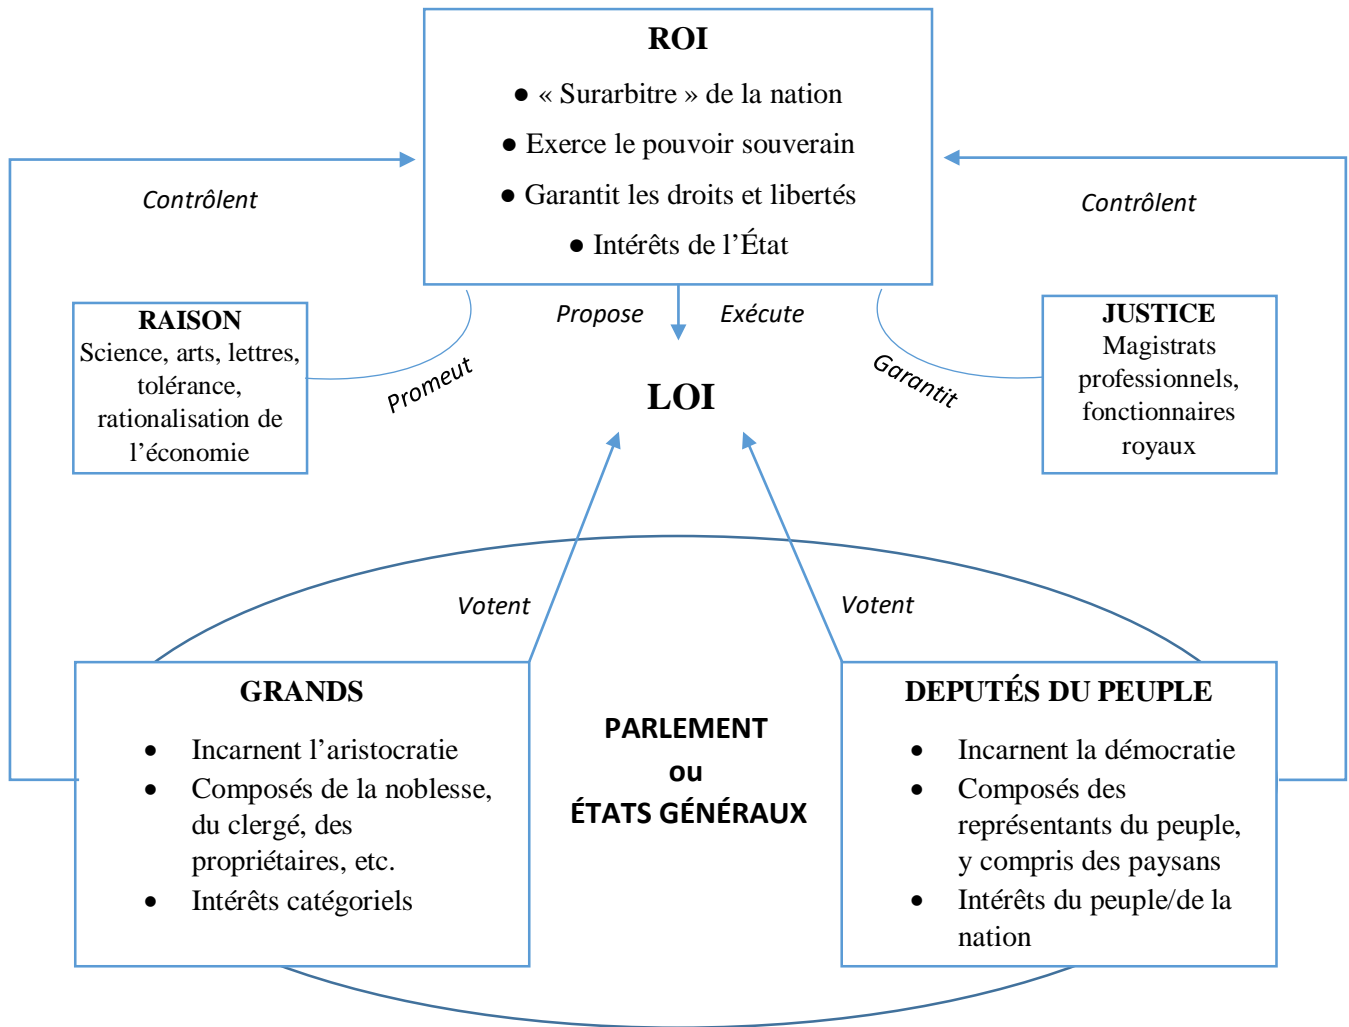 ROI
● « Surarbitre » de la nation
● Exerce le pouvoir souverain
● Garantit les droits et libertés
● Intérêts de l’État
Contrôlent
Contrôlent
Propose
Exécute
RAISON
Science, arts, lettres,
tolérance,
rationalisation de
l’économie
Promeut
LOI
Garantit
JUSTICE
Magistrats
professionnels,
fonctionnaires
royaux
Votent
Votent
GRANDS
• Incarnent l’aristocratie
• Composés de la noblesse,
du clergé, des
propriétaires, etc.
• Intérêts catégoriels
PARLEMENT
ou
ÉTATS GÉNÉRAUX
DEPUTÉS DU PEUPLE
• Incarnent la démocratie
• Composés des
représentants du peuple,
y compris des paysans
• Intérêts du peuple/de la
nation